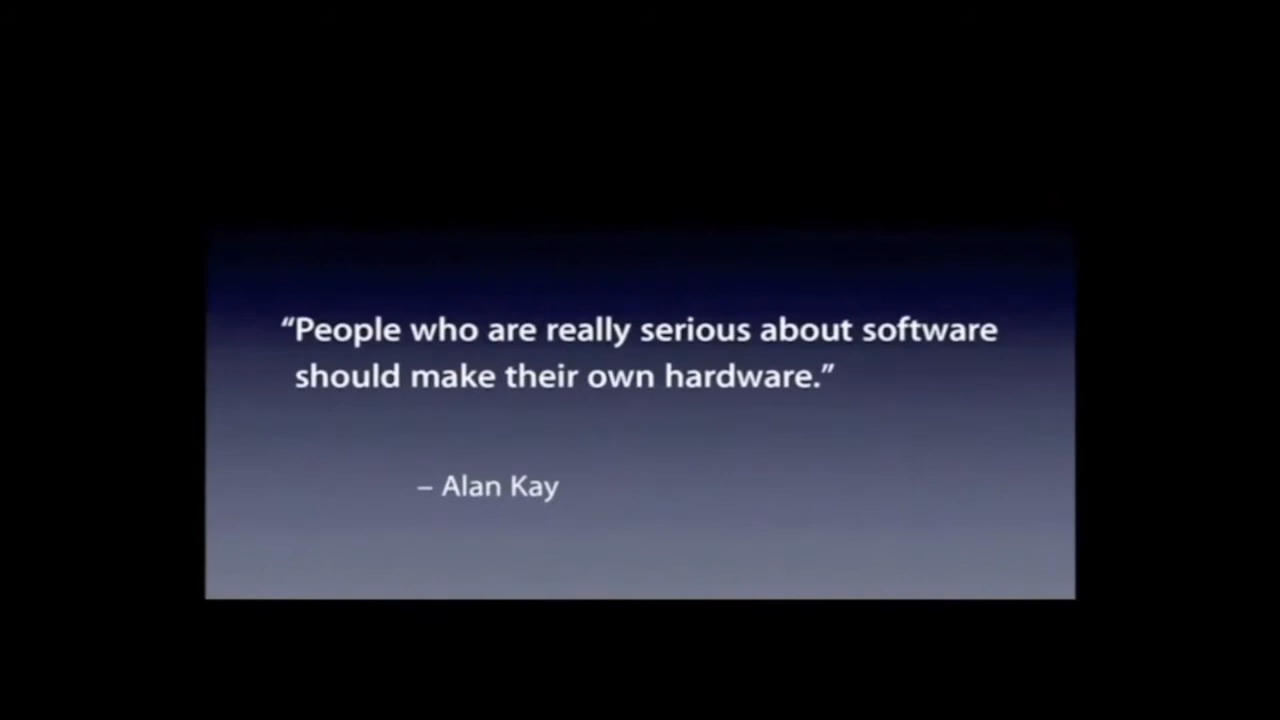 “People who are really serious about software
should make their own hardware.”
– Alan Kay